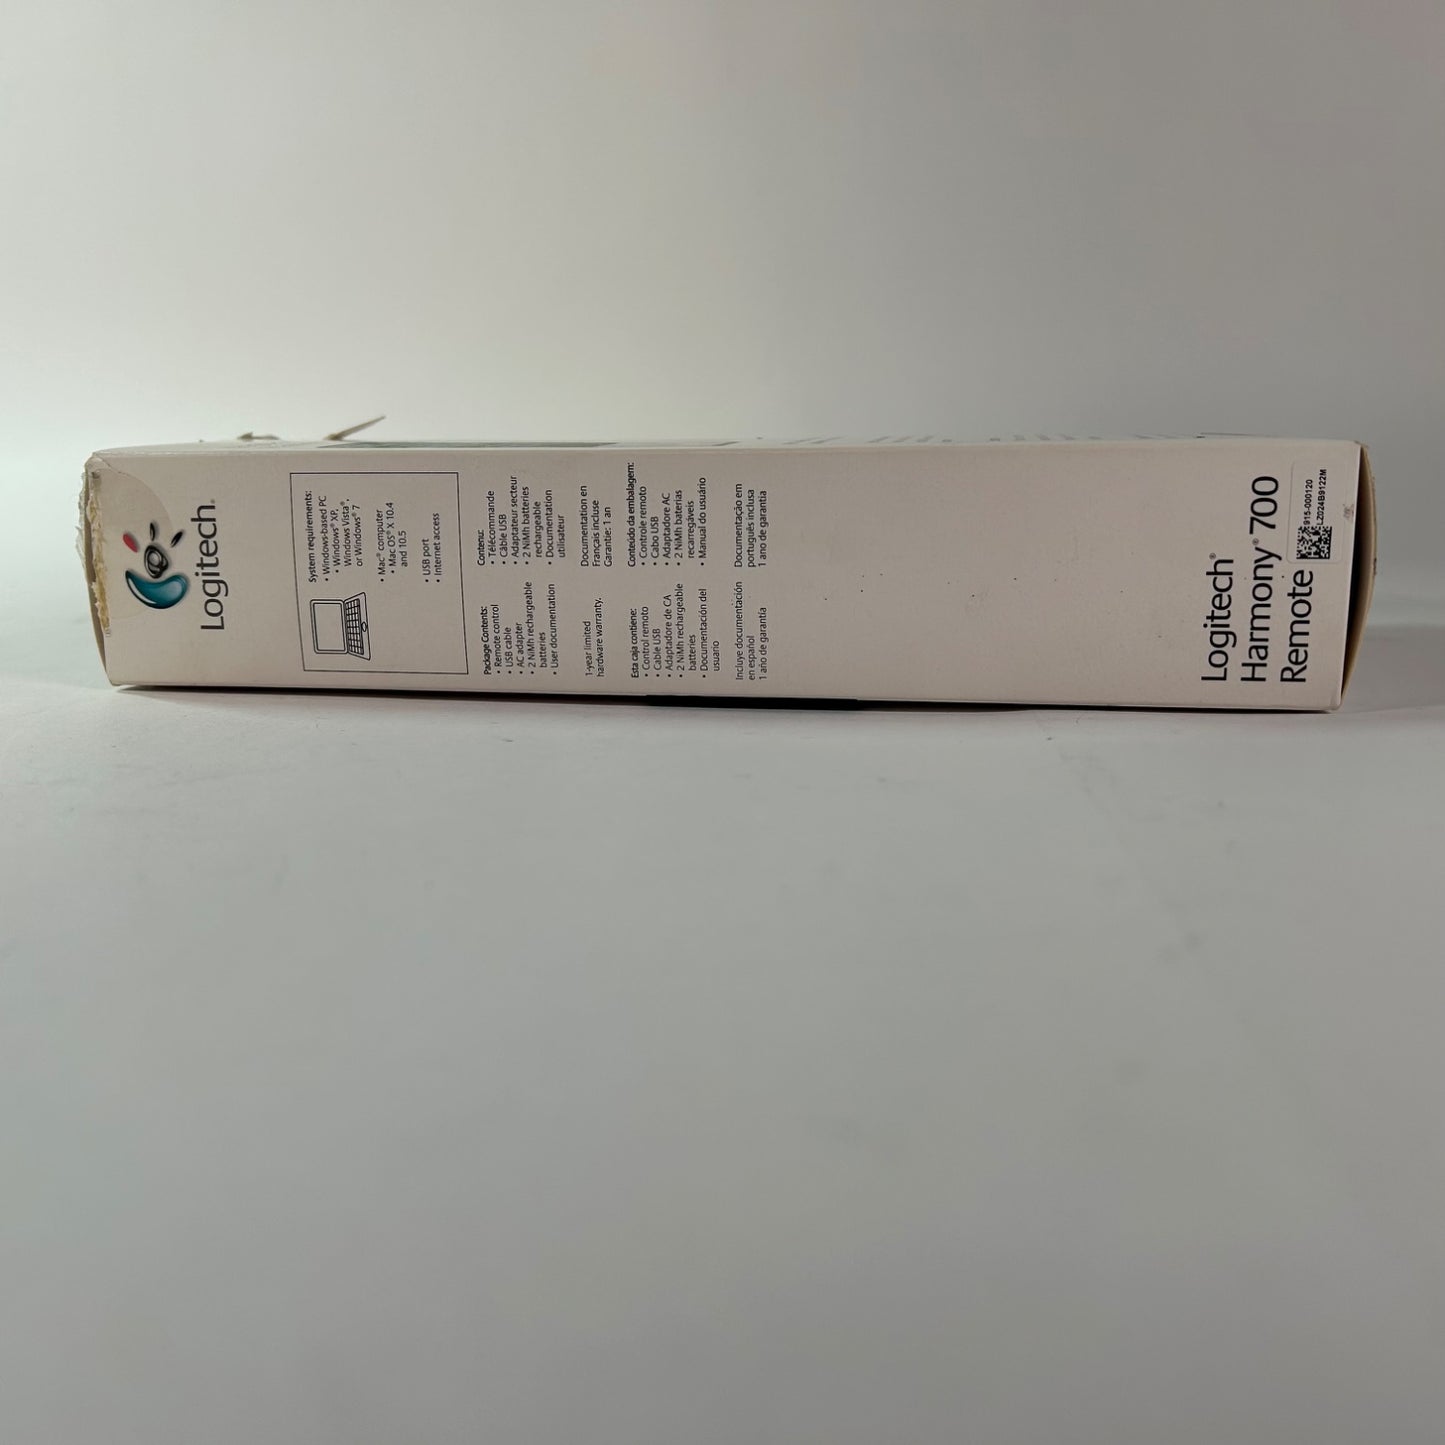 Logitech®
System requirements:
• Windows-based PC
• Windows® XP,
Windows Vista®,
or Windows® 7
• Mac® computer
• Mac OS® X 10.4
and 10.5
• USB port
• Internet access
Package Contents:
• Remote control
• USB cable
• AC adapter
• 2 NiMh rechargeable
batteries
• User documentation
1-year limited
hardware warranty.
Contenu:
• Télécommande
• Câble USB
• Adaptateur secteur
• 2 NiMh batteries
rechargeable
• Documentation
utilisateur
Documentation en
Français incluse
Garantie: 1 an
Esta caja contiene:
• Control remoto
• Cable USB
• Adaptadore de CA
• 2 NiMh rechargeable
batteries
• Documentación del
usuario
Incluye documentación
en español
1 año de garantía
Conteúdo da embalagem:
• Controle remoto
• Cabo USB
• Adaptadore AC
• 2 NiMh baterias
recarregáveis
• Manual do usuário
Documentação em
português inclusa
1 ano de garantia
Logitech®
Harmony® 700
Remote
915-000120
LZ024B9122M